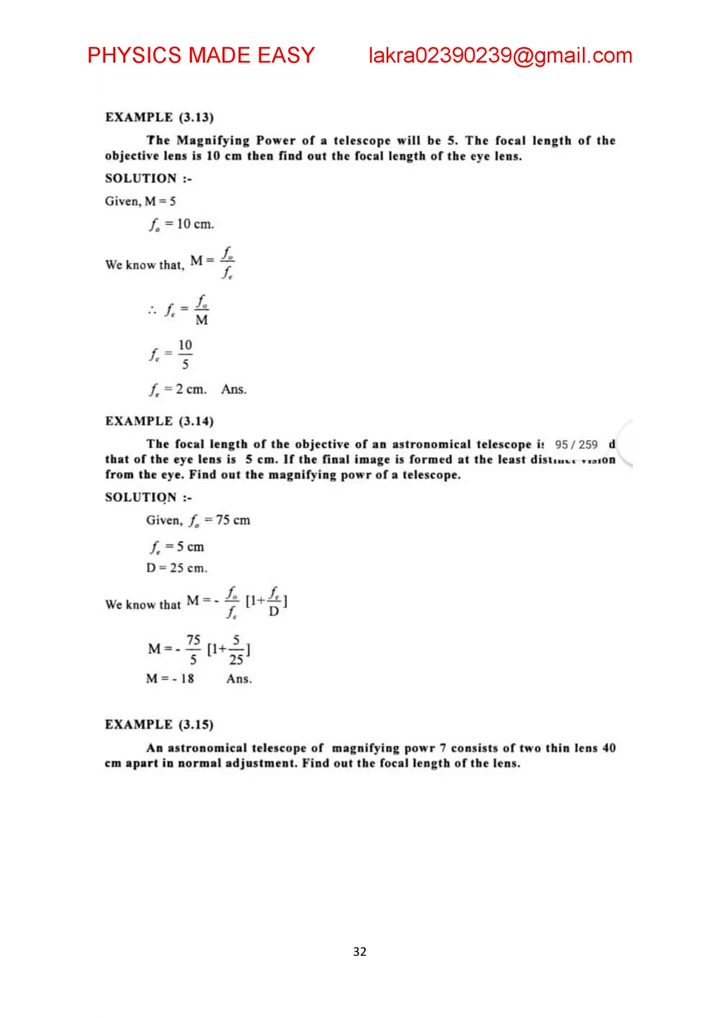 PHYSICS MADE EASY lakra02390239@gmail.com
EXAMPLE (3.13)
The Magnifying Power of a telescope will be 5. The focal length of the
objective lens is 10 cm then find out the focal length of the eye lens.
SOLUTION :-
Given, M = 5
fₒ = 10 cm.
We know that, M = fₒ / fₑ
∴ fₑ = fₒ / M
fₑ = 10 / 5
fₑ = 2 cm. Ans.
EXAMPLE (3.14)
The focal length of the objective of an astronomical telescope 95 / 259 d
that of the eye lens is 5 cm. If the final image is formed at the least vision
from the eye. Find out the magnifying powr of a telescope.
SOLUTION :-
Given, fₒ = 75 cm
fₑ = 5 cm
D = 25 cm.
We know that M = - fₒ / fₑ [1+ fₑ / D]
M = - 75 / 5 [1+ 5 / 25]
M = - 18 Ans.
EXAMPLE (3.15)
An astronomical telescope of magnifying powr 7 consists of two thin lens 40
cm apart in normal adjustment. Find out the focal length of the lens.
32